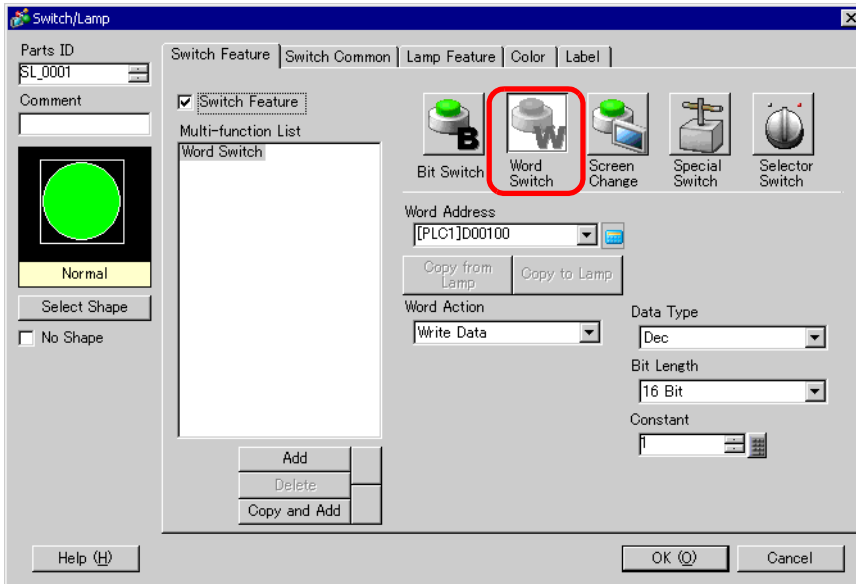 Switch/Lamp
Parts ID
SL_0001
Comment
Normal
Select Shape
No Shape
Switch Feature
Switch Common
Lamp Feature
Color
Label
Switch Feature
Multi-function List
Word Switch
Add
Delete
Copy and Add
B
Bit Switch
W
Word
Switch
Screen
Change
Special
Switch
Selector
Switch
Word Address
[PLC1]D00100
Copy from
Lamp
Copy to Lamp
Word Action
Write Data
Data Type
Dec
Bit Length
16 Bit
Constant
1
Help (H)
OK (O)
Cancel